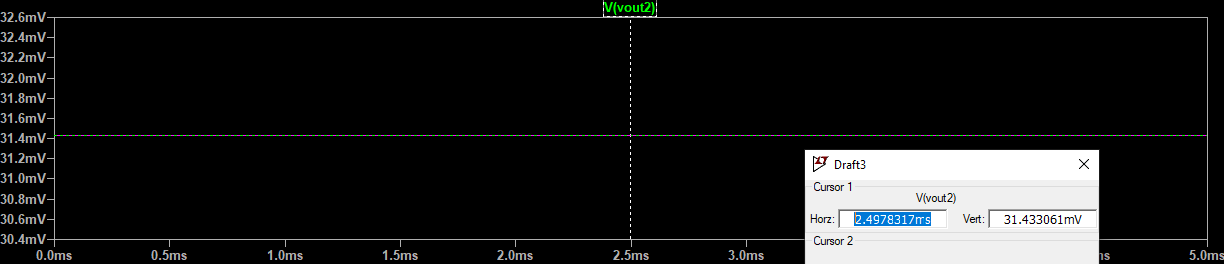 V(vout2)
32.6mV
32.4mV
32.2mV
32.0mV
31.8mV
31.6mV
31.4mV
31.2mV
31.0mV
30.8mV
30.6mV
30.4mV
0.0ms 0.5ms 1.0ms 1.5ms 2.0ms 2.5ms 3.0ms 5.0ms
Draft3
Cursor 1
V(vout2)
Horz: 2.4978317ms Vert: 31.433061mV
Cursor 2